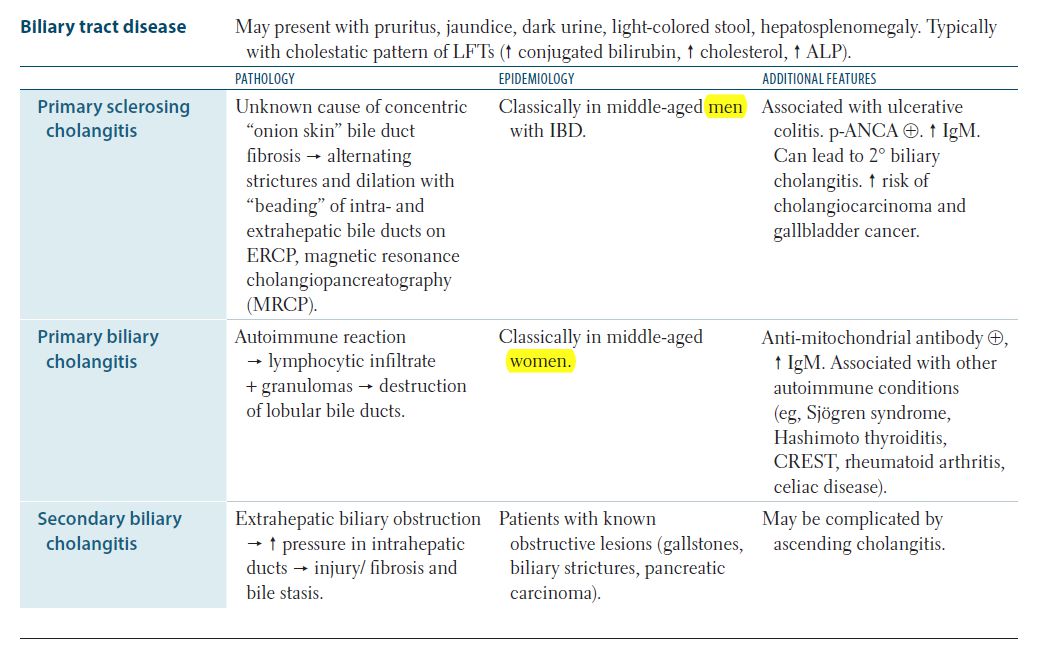 Biliary tract disease
May present with pruritus, jaundice, dark urine, light-colored stool, hepatosplenomegaly. Typically
with cholestatic pattern of LFTs (↑ conjugated bilirubin, ↑ cholesterol, ↑ ALP).
PATHOLOGY
EPIDEMIOLOGY
ADDITIONAL FEATURES
Primary sclerosing
cholangitis
Unknown cause of concentric
“onion skin” bile duct
fibrosis → alternating
strictures and dilation with
“beading” of intra- and
extrahepatic bile ducts on
ERCP, magnetic resonance
cholangiopancreatography
(MRCP).
Classically in middle-aged men
with IBD.
Associated with ulcerative
colitis. p-ANCA ⊕. ↑ IgM.
Can lead to 2° biliary
cholangitis. ↑ risk of
cholangiocarcinoma and
gallbladder cancer.
Primary biliary
cholangitis
Autoimmune reaction
→ lymphocytic infiltrate
+ granulomas → destruction
of lobular bile ducts.
Classically in middle-aged
women.
Anti-mitochondrial antibody ⊕,
↑ IgM. Associated with other
autoimmune conditions
(eg, Sjögren syndrome,
Hashimoto thyroiditis,
CREST, rheumatoid arthritis,
celiac disease).
Secondary biliary
cholangitis
Extrahepatic biliary obstruction
→ ↑ pressure in intrahepatic
ducts → injury/ fibrosis and
bile stasis.
Patients with known
obstructive lesions (gallstones,
biliary strictures, pancreatic
carcinoma).
May be complicated by
ascending cholangitis.